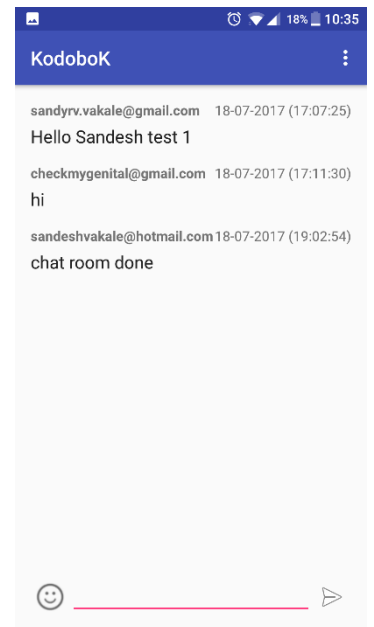 18% 10:35
KodoboK
sandyrv.vakale@gmail.com 18-07-2017 (17:07:25)
Hello Sandesh test 1
checkmygenital@gmail.com 18-07-2017 (17:11:30)
hi
sandeshvakale@hotmail.com 18-07-2017 (19:02:54)
chat room done